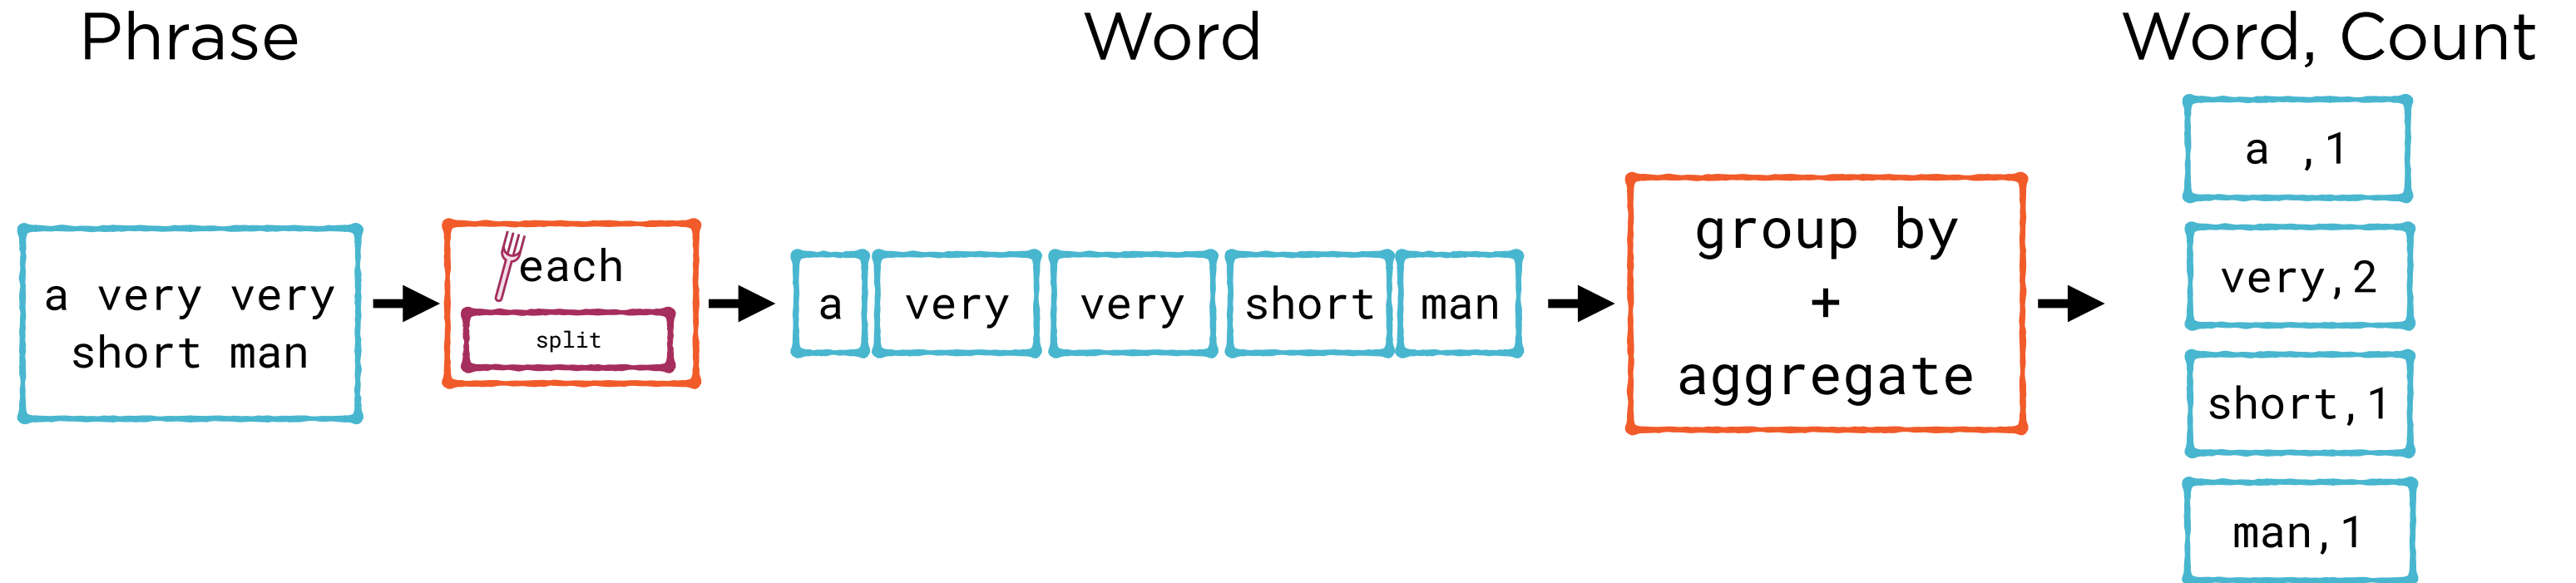 Phrase
Word
Word, Count
a very very
short man
each
split
a
very
very
short
man
group by
+
aggregate
a ,1
very,2
short,1
man,1